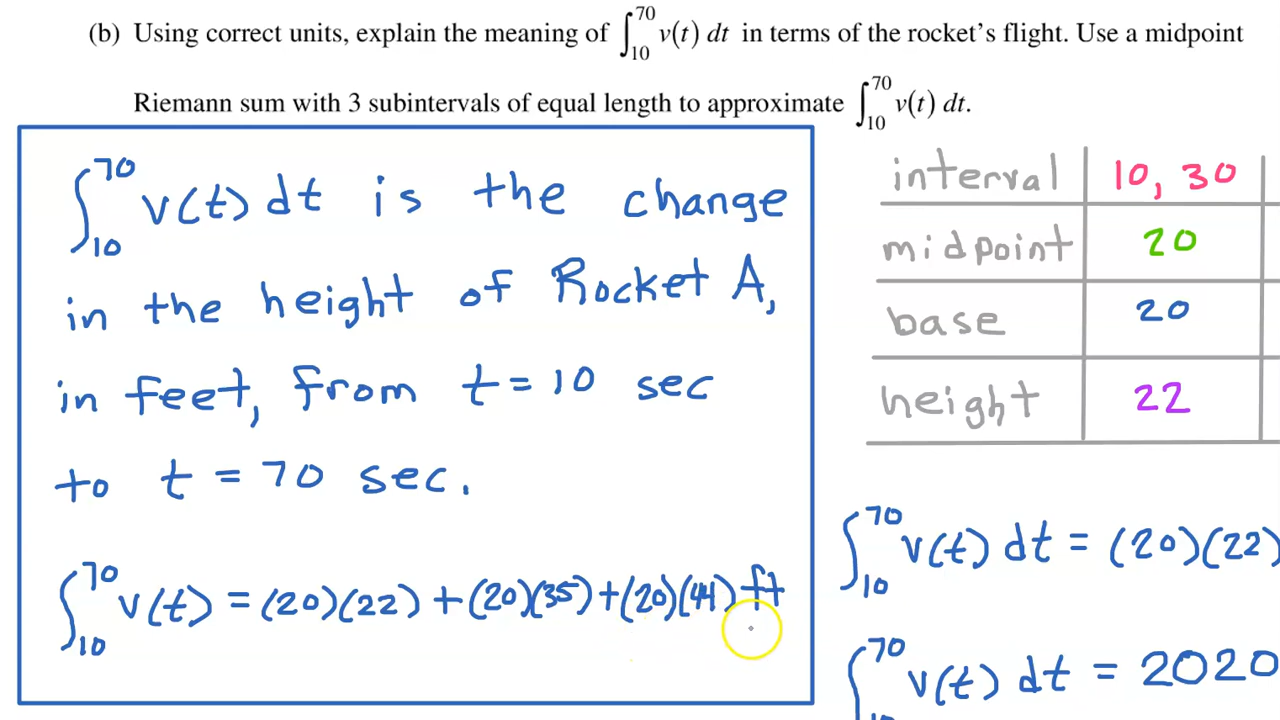 (b) Using correct units, explain the meaning of ∫₁₀⁷⁰ v(t) dt in terms of the rocket's flight. Use a midpoint
Riemann sum with 3 subintervals of equal length to approximate ∫₁₀⁷⁰ v(t) dt.
∫₁₀⁷⁰ v(t) dt is the change
in the height of Rocket A,
in feet, from t = 10 sec
to t = 70 sec.
∫₁₀⁷⁰ v(t) = (20)(22) + (20)(35) + (20)(44) ft
interval 10, 30
midpoint 20
base 20
height 22
∫₁₀⁷⁰ v(t) dt = (20)(22)
∫₁₀⁷⁰ v(t) dt = 2020